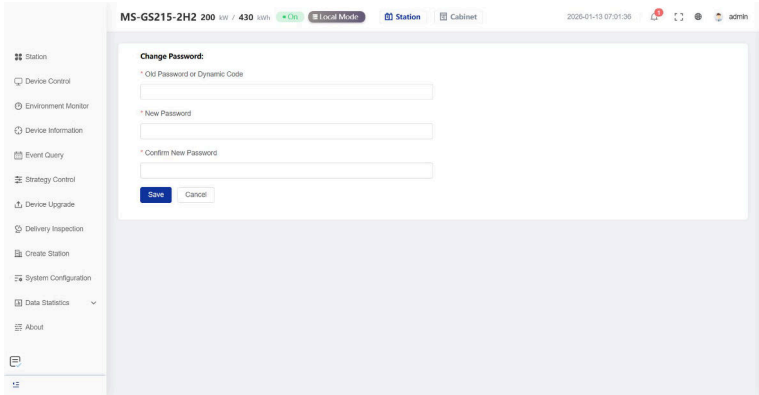 MS-GS215-2H2 200 kW / 430 kWh On Local Mode Station Cabinet 2026-01-13 07:01:36 admin
Station
Device Control
Environment Monitor
Device Information
Event Query
Strategy Control
Device Upgrade
Delivery Inspection
Create Station
System Configuration
Data Statistics
About
Change Password:
* Old Password or Dynamic Code
* New Password
* Confirm New Password
Save Cancel